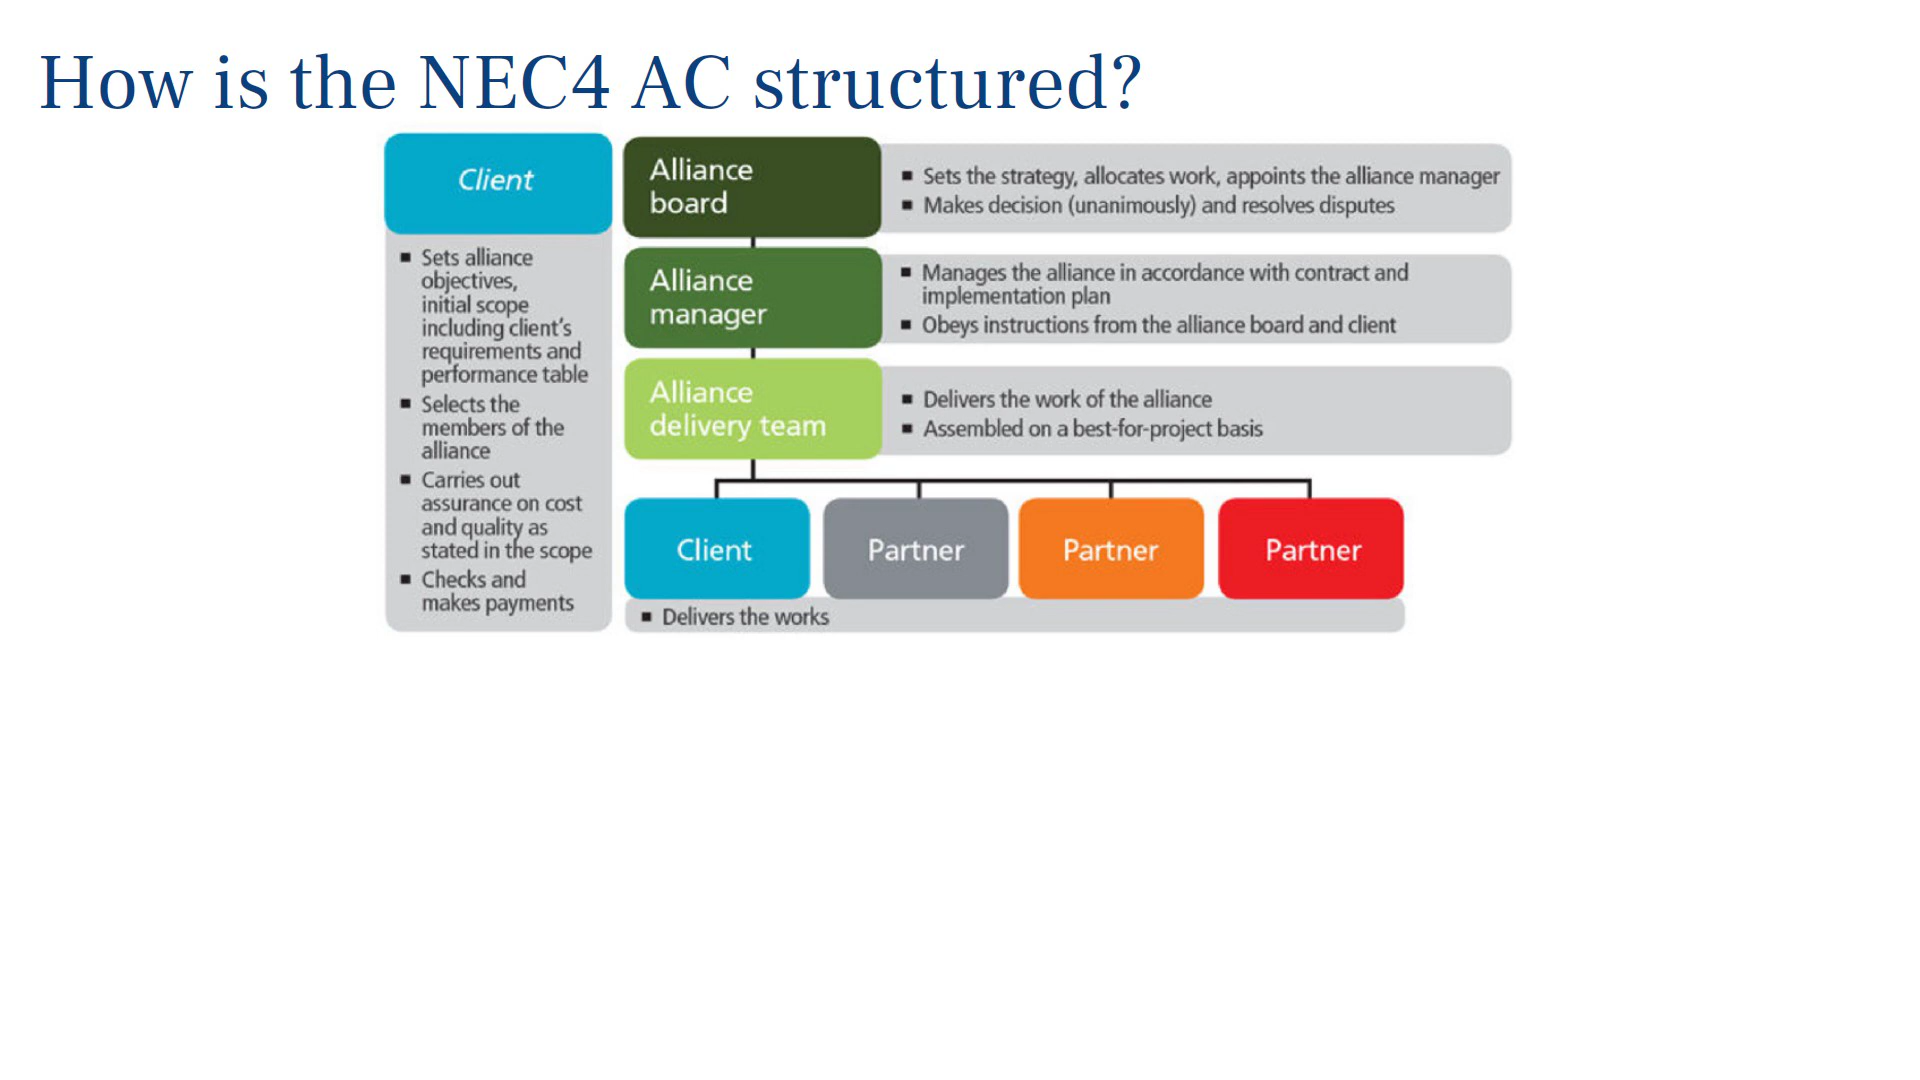 How is the NEC4 AC structured?
Client
▪ Sets alliance
objectives,
initial scope
including client’s
requirements and
performance table
▪ Selects the
members of the
alliance
▪ Carries out
assurance on cost
and quality as
stated in the scope
▪ Checks and
makes payments
Alliance
board
▪ Sets the strategy, allocates work, appoints the alliance manager
▪ Makes decision (unanimously) and resolves disputes
Alliance
manager
▪ Manages the alliance in accordance with contract and
implementation plan
▪ Obeys instructions from the alliance board and client
Alliance
delivery team
▪ Delivers the work of the alliance
▪ Assembled on a best-for-project basis
Client
Partner
Partner
Partner
▪ Delivers the works